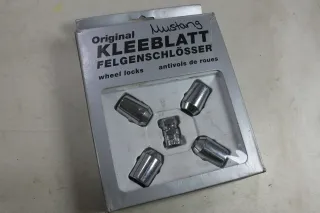 Mustang
Original
KLEEBLATT
FELGENSCHLÖSSER
wheel locks antivols de roues